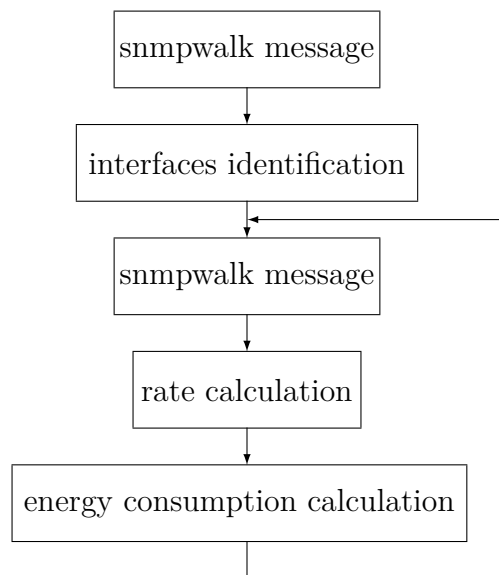 snmpwalk message
interfaces identification
snmpwalk message
rate calculation
energy consumption calculation